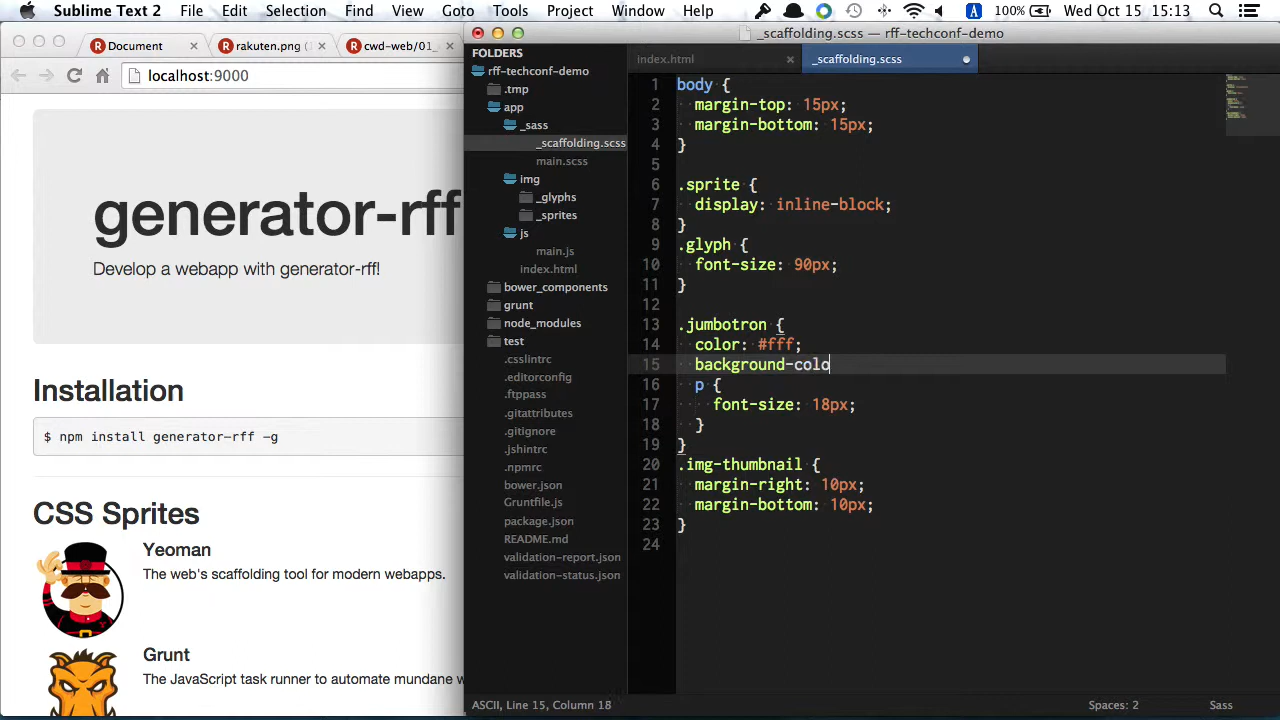 Sublime Text 2 File Edit Selection Find View Goto Tools Project Window Help A 100% Wed Oct 15 15:13
Document rakuten.png ( cwd-web/01_
localhost:9000
generator-rff
Develop a webapp with generator-rff!
Installation
$ npm install generator-rff -g
CSS Sprites
Yeoman
The web's scaffolding tool for modern webapps.
Grunt
The JavaScript task runner to automate mundane w
_scaffolding.scss — rff-techconf-demo
FOLDERS
rff-techconf-demo
.tmp
app
_sass
_scaffolding.scss
main.scss
img
_glyphs
_sprites
js
main.js
index.html
bower_components
grunt
node_modules
test
.csslintrc
.editorconfig
.ftppass
.gitattributes
.gitignore
.jshintrc
.npmrc
bower.json
Gruntfile.js
package.json
README.md
validation-report.json
validation-status.json
index.html _scaffolding.scss
1 body {
2 margin-top: 15px;
3 margin-bottom: 15px;
4 }
5
6 .sprite {
7 display: inline-block;
8 }
9 .glyph {
10 font-size: 90px;
11 }
12
13 .jumbotron {
14 color: #fff;
15 background-colo
16 p {
17 font-size: 18px;
18 }
19 }
20 .img-thumbnail {
21 margin-right: 10px;
22 margin-bottom: 10px;
23 }
24
ASCII, Line 15, Column 18 Spaces: 2 Sass